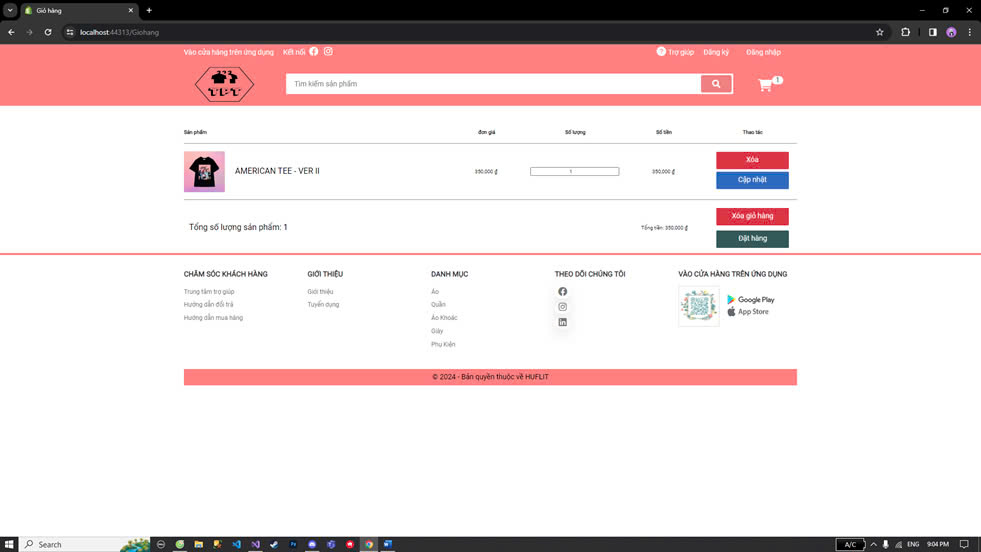 Giỏ hàng
localhost:44313/Giohang
Vào cửa hàng trên ứng dụng Kết nối
Trợ giúp Đăng ký Đăng nhập
Tìm kiếm sản phẩm
1
Sản phẩm đơn giá Số lượng Số tiền Thao tác
AMERICAN TEE - VER II 350,000 ₫ 1 350,000 ₫
Xóa
Cập nhật
Tổng số lượng sản phẩm: 1 Tổng tiền: 350,000 ₫
Xóa giỏ hàng
Đặt hàng
CHĂM SÓC KHÁCH HÀNG
Trung tâm trợ giúp
Hướng dẫn đổi trả
Hướng dẫn mua hàng
GIỚI THIỆU
Giới thiệu
Tuyển dụng
DANH MỤC
Áo
Quần
Áo Khoác
Giày
Phụ Kiện
THEO DÕI CHÚNG TÔI
VÀO CỬA HÀNG TRÊN ỨNG DỤNG
Google Play
App Store
© 2024 - Bản quyền thuộc về HUFLIT
Search
A/C
ENG
9:04 PM